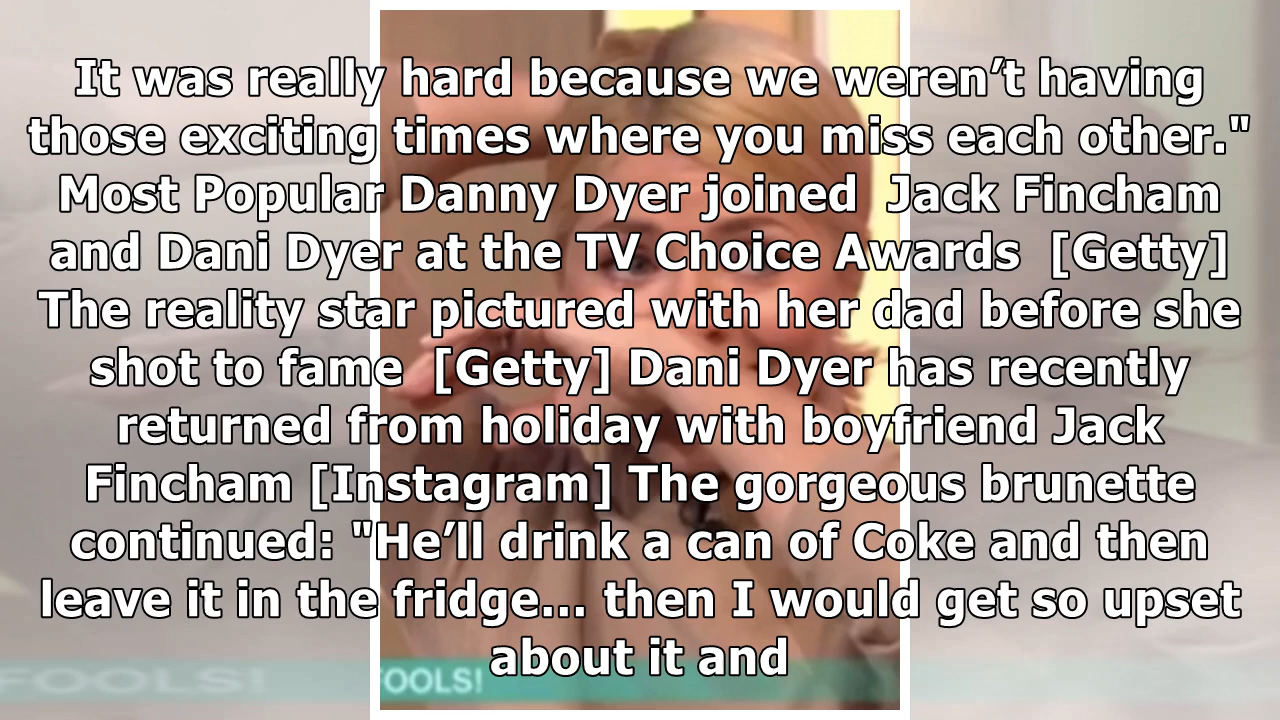 It was really hard because we weren’t having
those exciting times where you miss each other."
Most Popular Danny Dyer joined  Jack Fincham
and Dani Dyer at the TV Choice Awards  [Getty]
The reality star pictured with her dad before she
shot to fame  [Getty] Dani Dyer has recently
returned from holiday with boyfriend Jack
Fincham [Instagram] The gorgeous brunette
continued: "He’ll drink a can of Coke and then
leave it in the fridge... then I would get so upset
about it and
FOOLS!
OOLS!